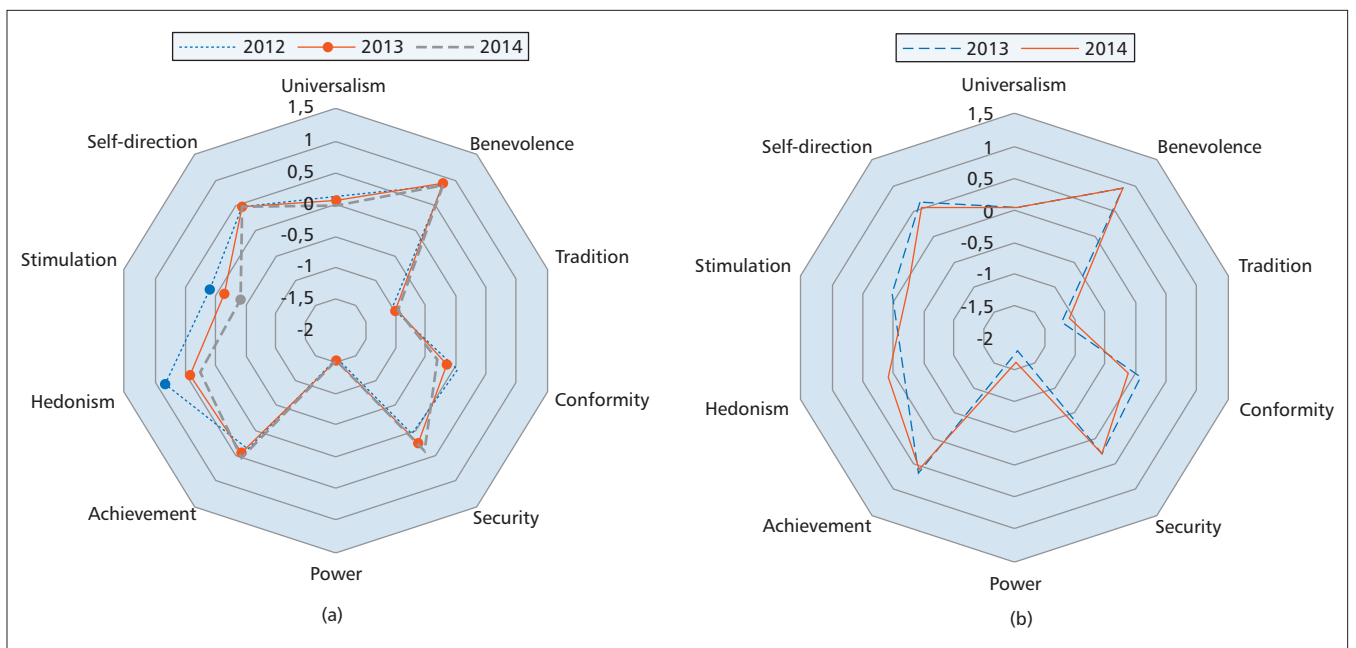 2012 2013 2014
Universalism
1,5
1
0,5
0
-0,5
-1
-1,5
-2
Benevolence
Tradition
Conformity
Security
Power
Achievement
Hedonism
Stimulation
Self-direction
(a)
2013 2014
Universalism
1,5
1
0,5
0
-0,5
-1
-1,5
-2
Benevolence
Tradition
Conformity
Security
Power
Achievement
Hedonism
Stimulation
Self-direction
(b)